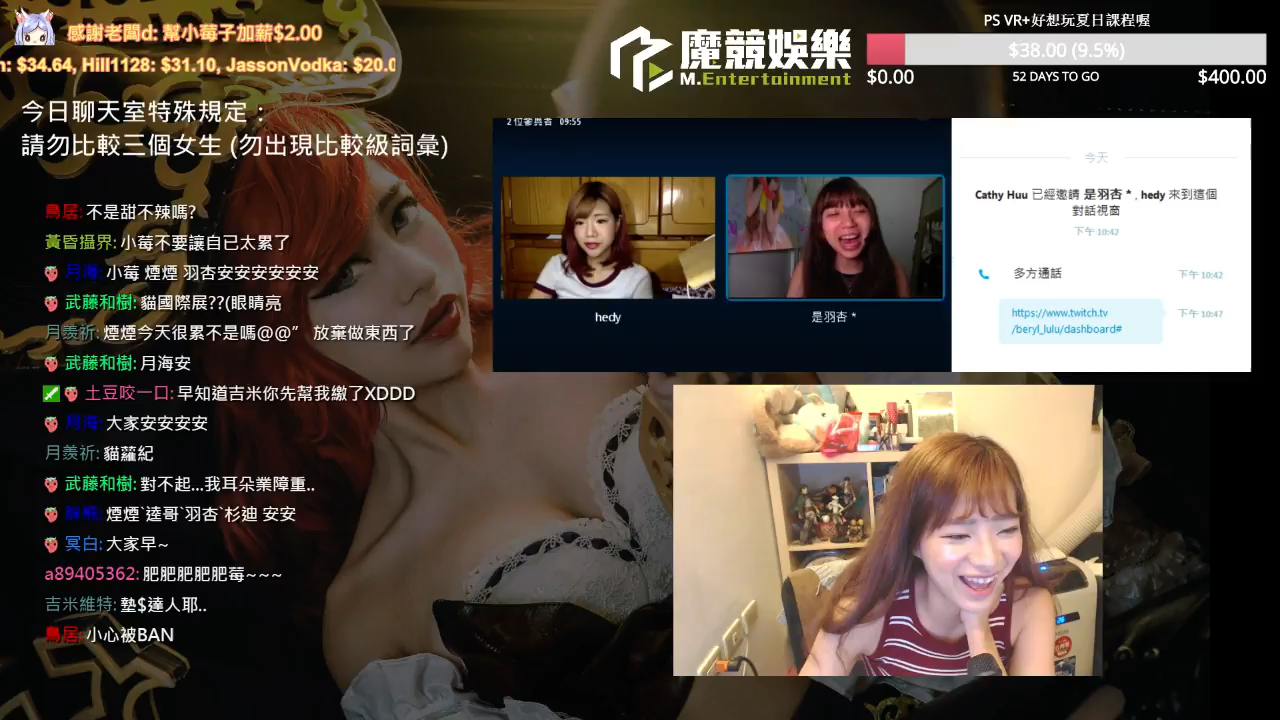 感謝老闆d: 幫小莓子加薪$2.00
: $34.64, Hill1128: $31.10, JassonVodka: $20.0
今日聊天室特殊規定：
請勿比較三個女生 (勿出現比較級詞彙)
鳥居: 不是甜不辣嗎?
黃昏攝界: 小莓不要讓自已太累了
月海: 小莓 煙煙 羽杏安安安安安安
武藤和樹: 貓國際展??(眼睛亮
月羨祈: 煙煙今天很累不是嗎@@” 放棄做東西了
武藤和樹: 月海安
土豆咬一口: 早知道吉米你先幫我繳了XDDD
月海: 大家安安安安
月羨祈: 貓蘿紀
武藤和樹: 對不起...我耳朵業障重..
煙煙`達哥`羽杏`杉迪 安安
冥白: 大家早~
a89405362: 肥肥肥肥肥莓~~~
吉米維特: 墊$達人耶..
鳥居: 小心被BAN
魔競娛樂
M.Entertainment
PS VR+好想玩夏日課程喔
$38.00 (9.5%)
$0.00 52 DAYS TO GO $400.00
2 位參與者 09:55
hedy
是羽杏 *
今天
Cathy Huu 已經邀請 是羽杏 * , hedy 來到這個
對話視窗
下午 10:42
多方通話 下午 10:42
https://www.twitch.tv 下午 10:47
/beryl_lulu/dashboard#